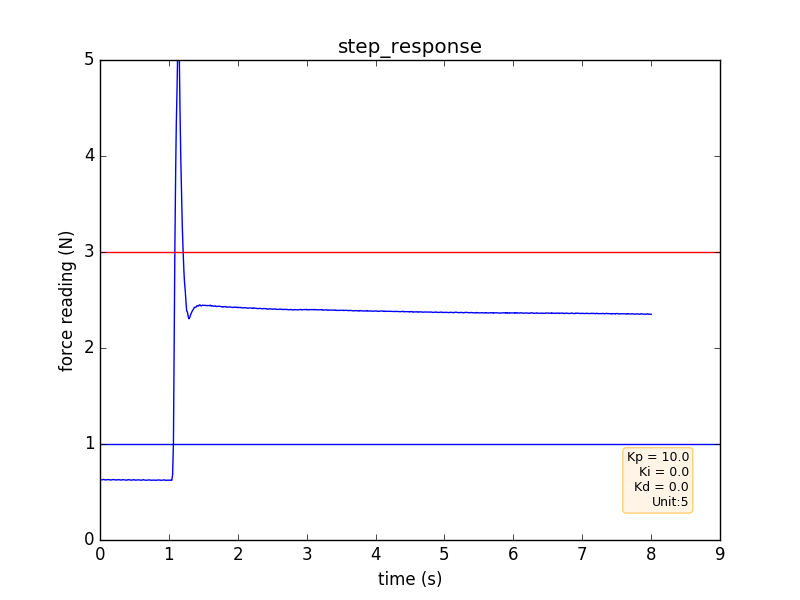 step_response
5
4
3
2
1
0
force reading (N)
Kp = 10.0
Ki = 0.0
Kd = 0.0
Unit:5
0 1 2 3 4 5 6 7 8 9
time (s)